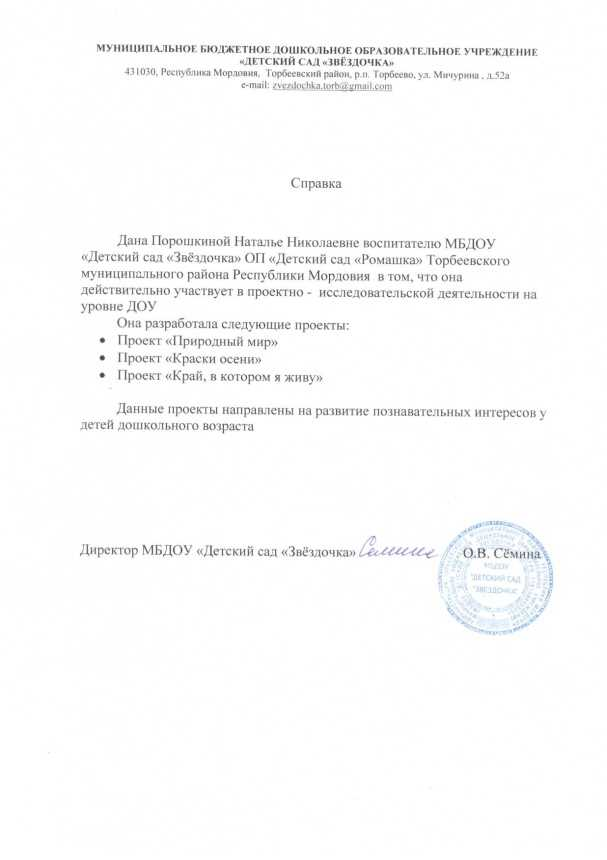 МУНИЦИПАЛЬНОЕ БЮДЖЕТНОЕ ДОШКОЛЬНОЕ ОБРАЗОВАТЕЛЬНОЕ УЧРЕЖДЕНИЕ
«ДЕТСКИЙ САД «ЗВЁЗДОЧКА»
431030, Республика Мордовия, Торбеевский район, р.п. Торбеево, ул. Мичурина , д.52а
e-mail: zvezdochka.torb@gmail.com
Справка
Дана Порошкиной Наталье Николаевне воспитателю МБДОУ
«Детский сад «Звёздочка» ОП «Детский сад «Ромашка» Торбеевского
муниципального района Республики Мордовия в том, что она
действительно участвует в проектно - исследовательской деятельности на
уровне ДОУ
Она разработала следующие проекты:
• Проект «Природный мир»
• Проект «Краски осени»
• Проект «Край, в котором я живу»
Данные проекты направлены на развитие познавательных интересов у
детей дошкольного возраста
Директор МБДОУ «Детский сад «Звёздочка» О.В. Сёмина
МБДОУ
"ДЕТСКИЙ САД
"ЗВЕЗДОЧКА"